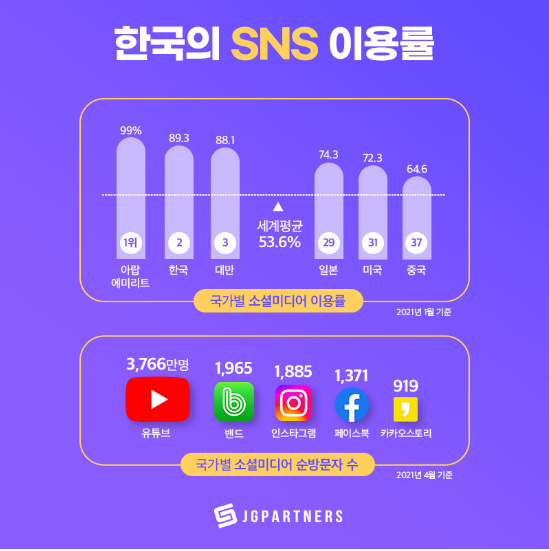 한국의 SNS 이용률
99% 89.3 88.1 74.3 72.3 64.6
세계평균
53.6%
1위 2 3 29 31 37
아랍
에미리트 한국 대만 일본 미국 중국
국가별 소셜미디어 이용률
2021년 1월 기준
3,766만명 1,965 1,885 1,371 919
유튜브 밴드 인스타그램 페이스북 카카오스토리
국가별 소셜미디어 순방문자 수
2021년 4월 기준
JGPARTNERS